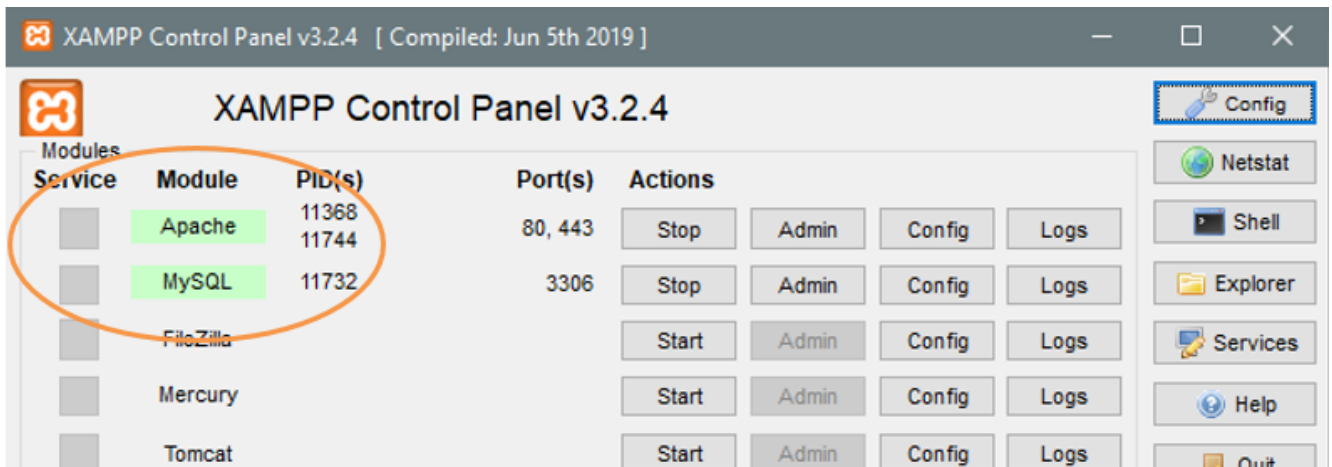 XAMPP Control Panel v3.2.4 [ Compiled: Jun 5th 2019 ]
XAMPP Control Panel v3.2.4
Config
Modules
Service Module PID(s) Port(s) Actions
Netstat
Apache 11368 11744 80, 443 Stop Admin Config Logs
Shell
MySQL 11732 3306 Stop Admin Config Logs
Explorer
FileZilla Start Admin Config Logs
Services
Mercury Start Admin Config Logs
Help
Tomcat Start Admin Config Logs
Quit